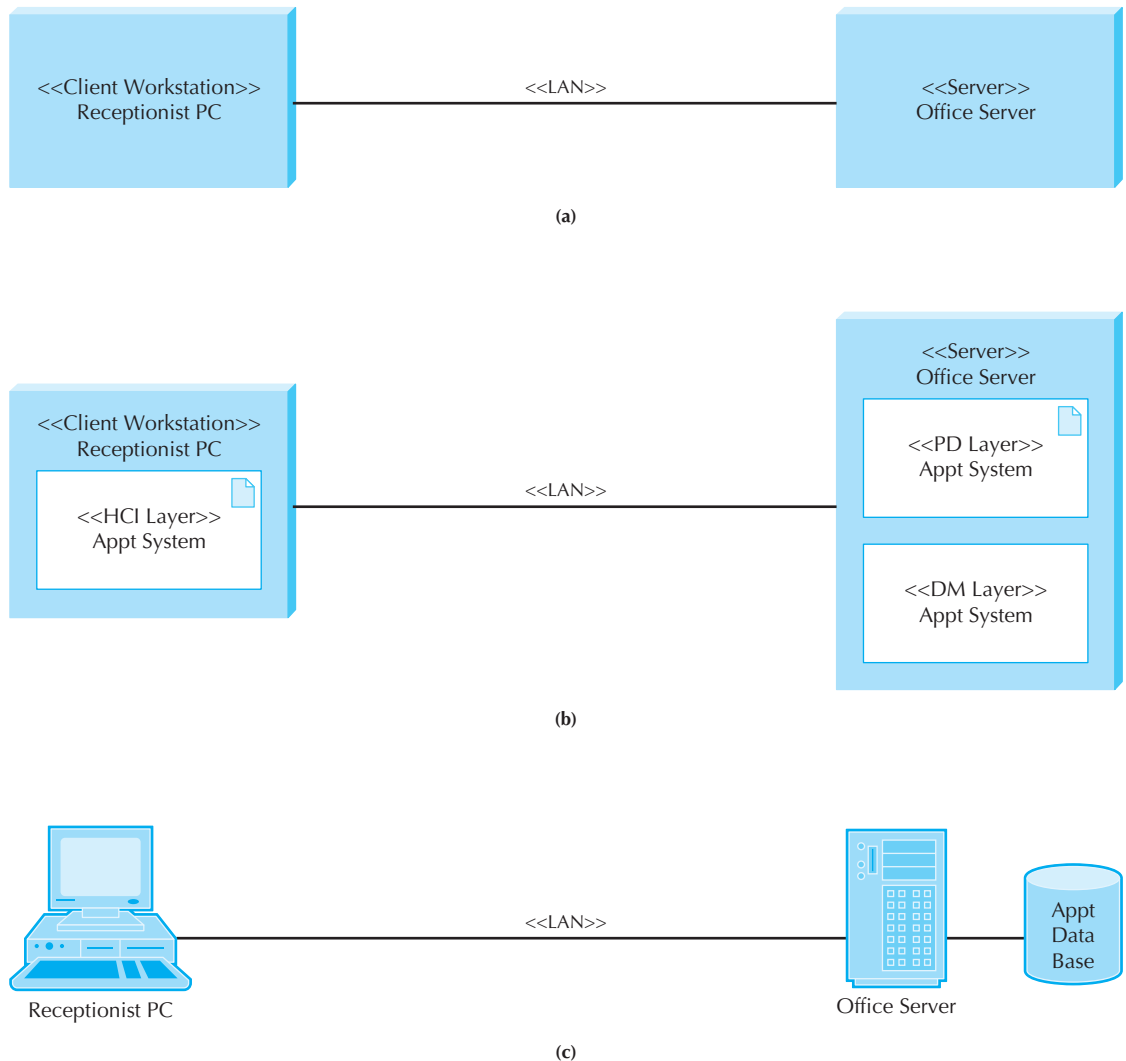 <<Client Workstation>>
Receptionist PC
<<LAN>>
<<Server>>
Office Server
(a)
<<Client Workstation>>
Receptionist PC
<<HCI Layer>>
Appt System
<<LAN>>
<<Server>>
Office Server
<<PD Layer>>
Appt System
<<DM Layer>>
Appt System
(b)
<<LAN>>
Appt
Data
Base
Receptionist PC
Office Server
(c)